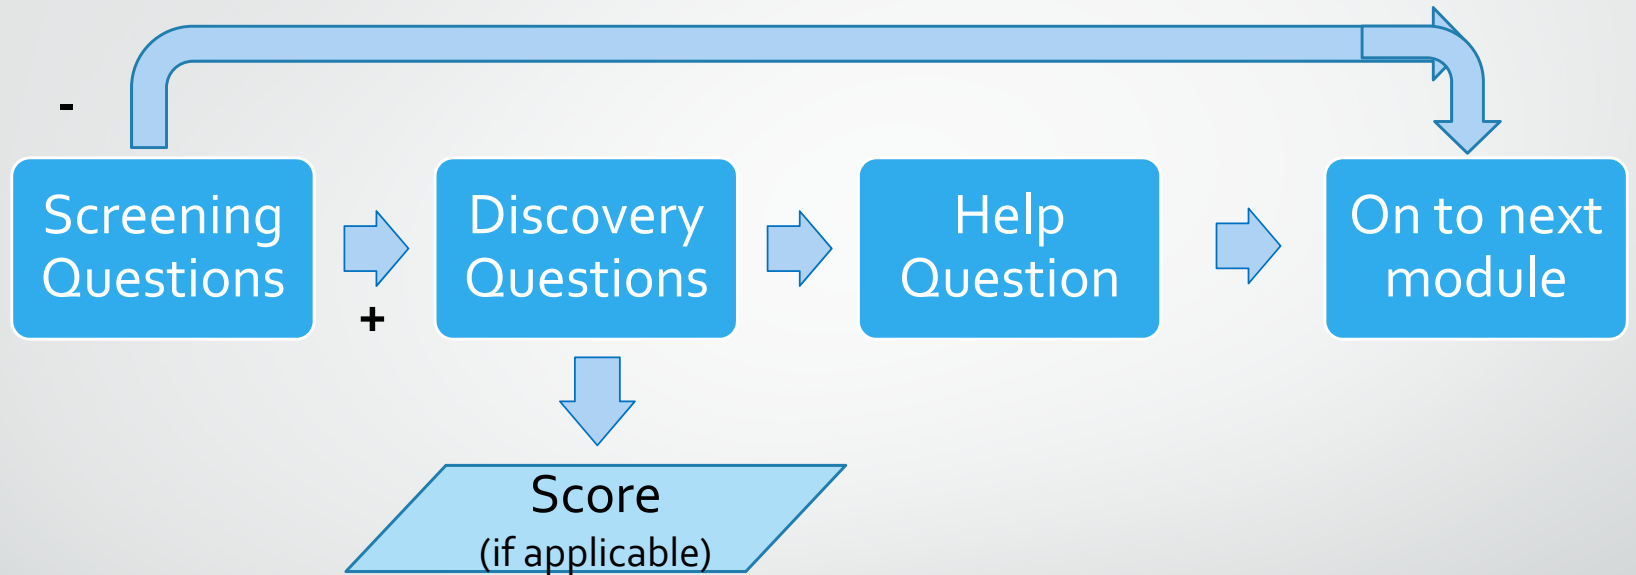 -
Screening
Questions
+
Discovery
Questions
Help
Question
On to next
module
Score
(if applicable)